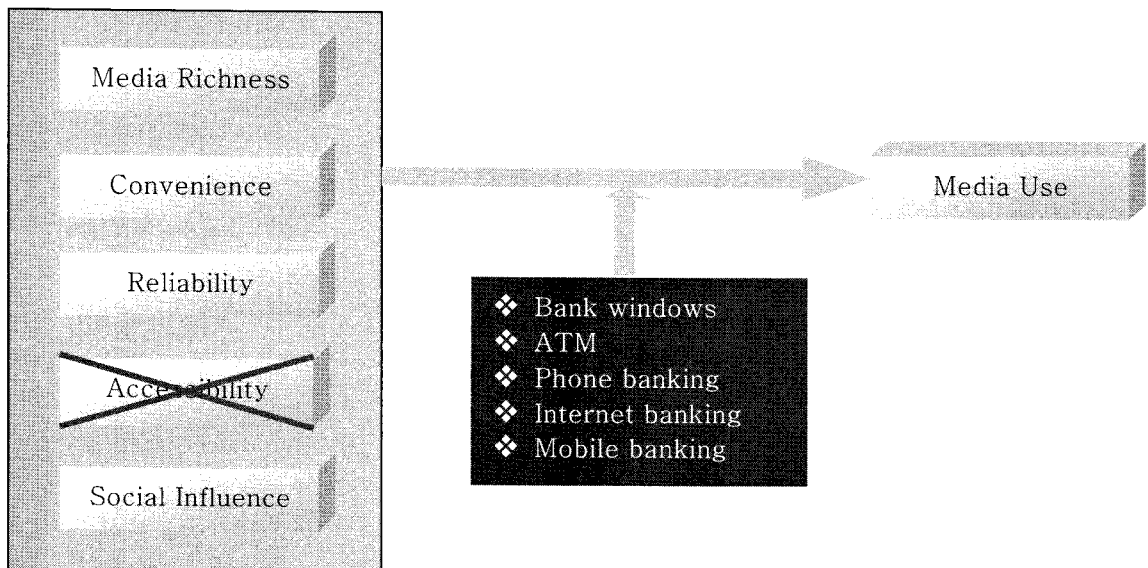 Media Richness
Convenience
Reliability
Accessibility
Social Influence
❖ Bank windows
❖ ATM
❖ Phone banking
❖ Internet banking
❖ Mobile banking
Media Use